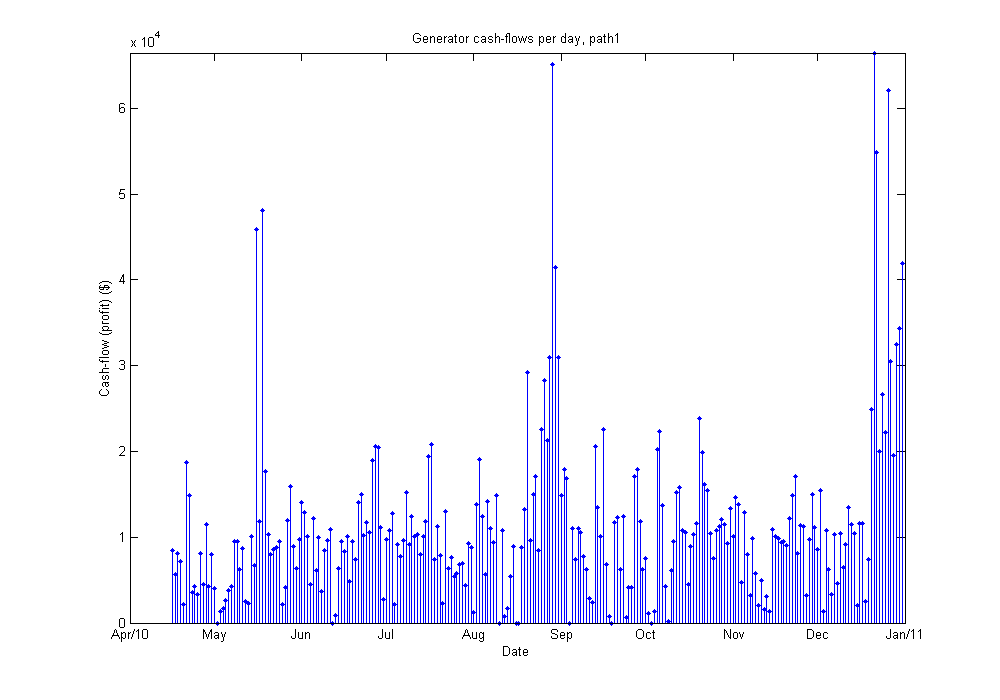 Generator cash-flows per day, path1
x 10^4
6
5
4
3
2
1
0
Cash-flow (profit) ($)
Apr/10 May Jun Jul Aug Sep Oct Nov Dec Jan/11
Date